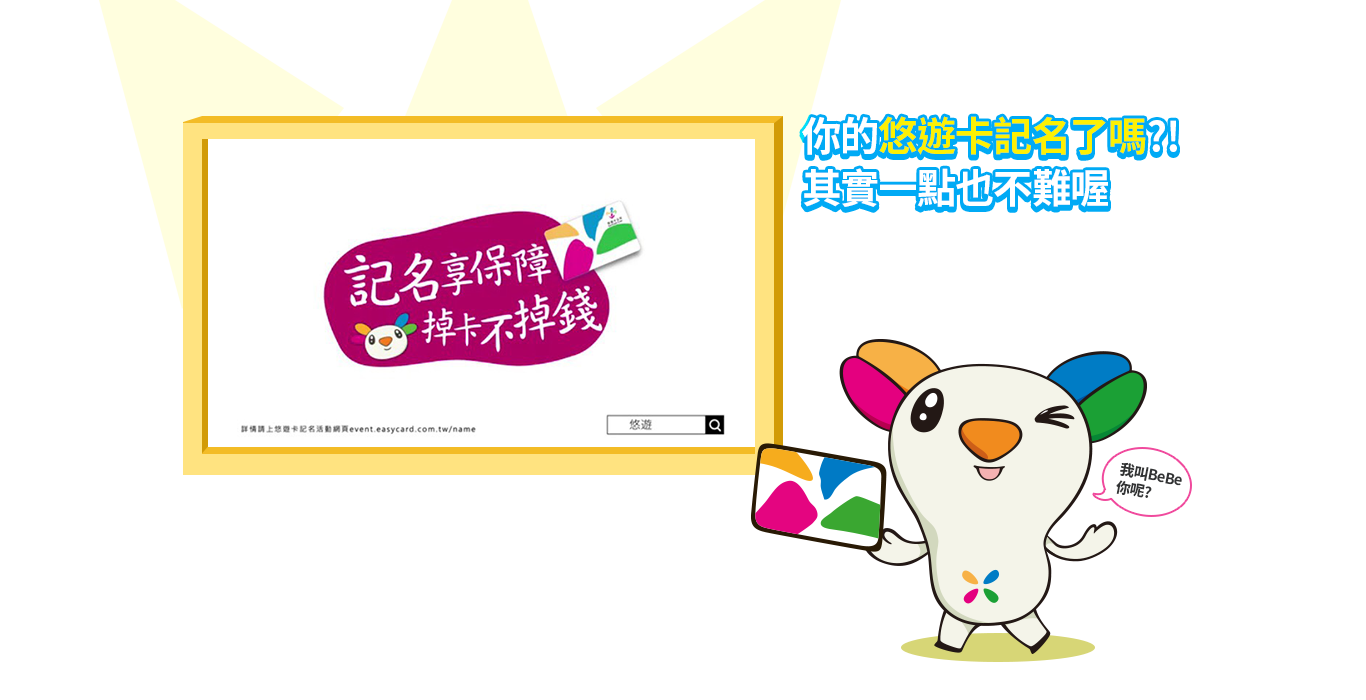 你的悠遊卡記名了嗎?!
其實一點也不難喔
記名享保障
掉卡不掉錢
詳情請上悠遊卡記名活動網頁event.easycard.com.tw/name
悠遊
我叫BeBe
你呢?